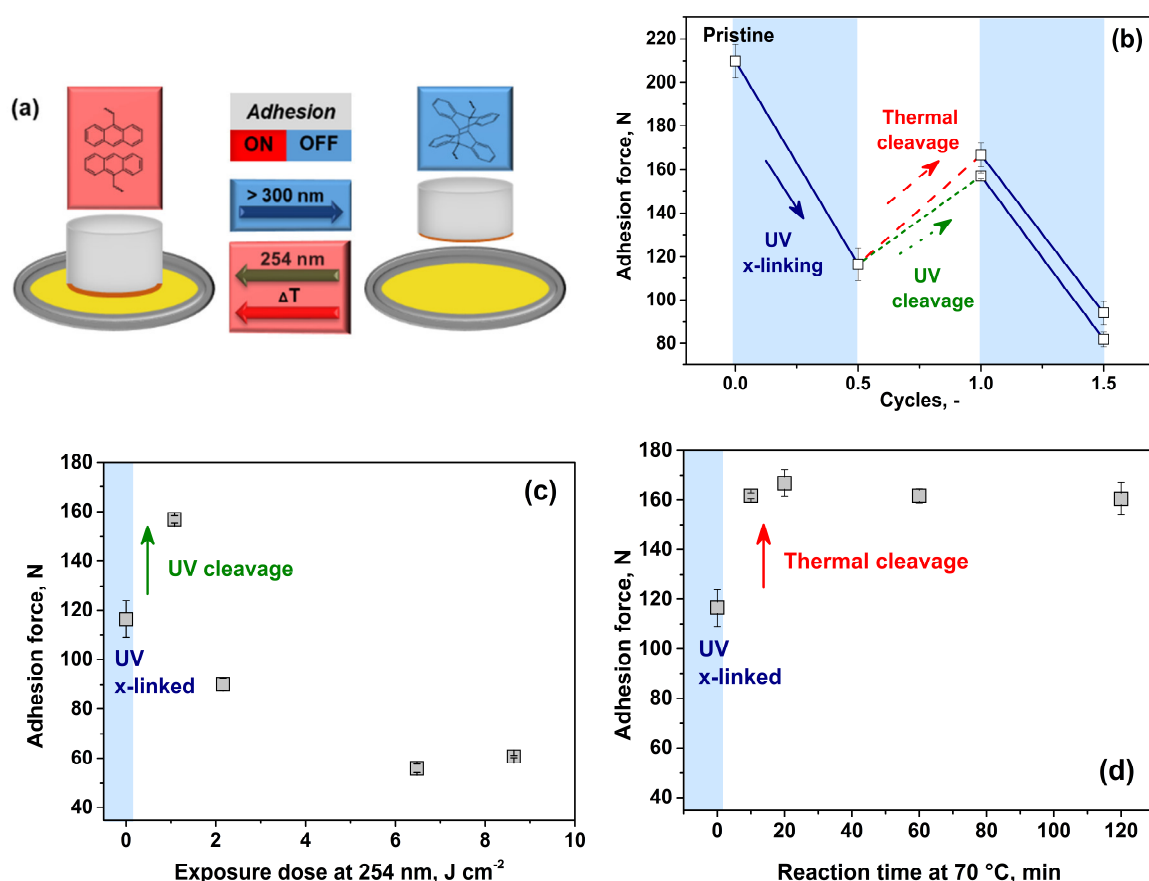 (a)
Adhesion
ON OFF
> 300 nm
254 nm
ΔT
(b)
Pristine
Thermal
cleavage
UV
x-linking
UV
cleavage
220
200
180
160
140
120
100
80
0.0 0.5 1.0 1.5
Adhesion force, N
Cycles, -
(c)
180
160
140
120
100
80
60
40
UV cleavage
UV
x-linked
0 2 4 6 8 10
Adhesion force, N
Exposure dose at 254 nm, J cm⁻²
(d)
180
160
140
120
100
80
60
40
Thermal cleavage
UV
x-linked
0 20 40 60 80 100 120
Adhesion force, N
Reaction time at 70 °C, min